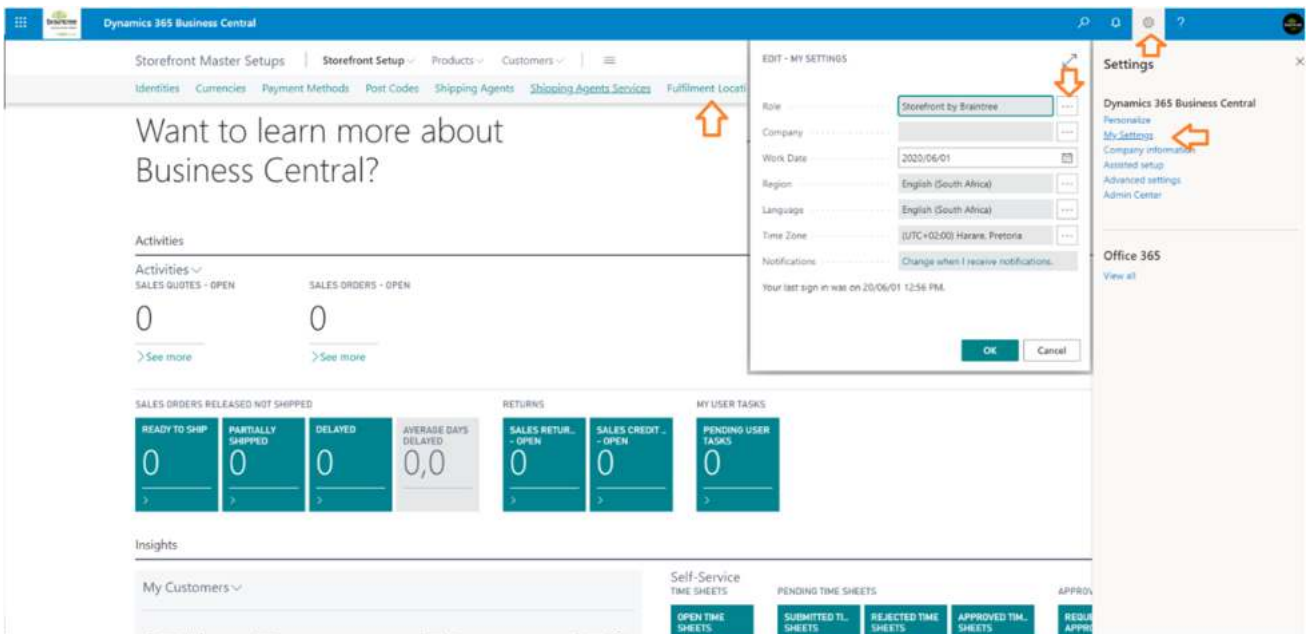 Braintree
Dynamics 365 Business Central
?
Storefront Master Setups
Storefront Setup
Products
Customers
Identities
Currencies
Payment Methods
Post Codes
Shipping Agents
Shipping Agents Services
Fulfilment Locati
Want to learn more about
Business Central?
Activities
Activities
SALES QUOTES - OPEN
SALES ORDERS - OPEN
0
0
See more
See more
SALES ORDERS RELEASED NOT SHIPPED
READY TO SHIP
0
PARTIALLY
SHIPPED
0
DELAYED
0
AVERAGE DAYS
DELAYED
0,0
RETURNS
SALES RETUR..
- OPEN
0
SALES CREDIT ..
- OPEN
0
MY USER TASKS
PENDING USER
TASKS
0
Insights
My Customers
Self-Service
TIME SHEETS
OPEN TIME
SHEETS
PENDING TIME SHEETS
SUBMITTED TI..
SHEETS
REJECTED TIME
SHEETS
APPROVED TIM..
SHEETS
APPROV
REQUE
APPRO
EDIT - MY SETTINGS
Role
Storefront by Braintree
Company
Work Date
2020/06/01
Region
English (South Africa)
Language
English (South Africa)
Time Zone
(UTC+02:00) Harare, Pretoria
Notifications
Change when I receive notifications.
Your last sign in was on 20/06/01 12:56 PM.
OK
Cancel
Settings
Dynamics 365 Business Central
Personalize
My Settings
Company information
Assisted setup
Advanced settings
Admin Center
Office 365
View all